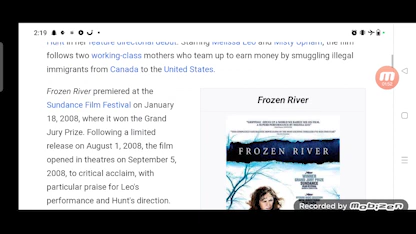 2:19
Hunt in her feature directorial debut. Starring Melissa Leo and Misty Upham, the film
follows two working-class mothers who team up to earn money by smuggling illegal
immigrants from Canada to the United States.
Frozen River premiered at the
Sundance Film Festival on January
18, 2008, where it won the Grand
Jury Prize. Following a limited
release on August 1, 2008, the film
opened in theatres on September 5,
2008, to critical acclaim, with
particular praise for Leo's
performance and Hunt's direction.
Frozen River
FROZEN RIVER
Recorded by Mobizen